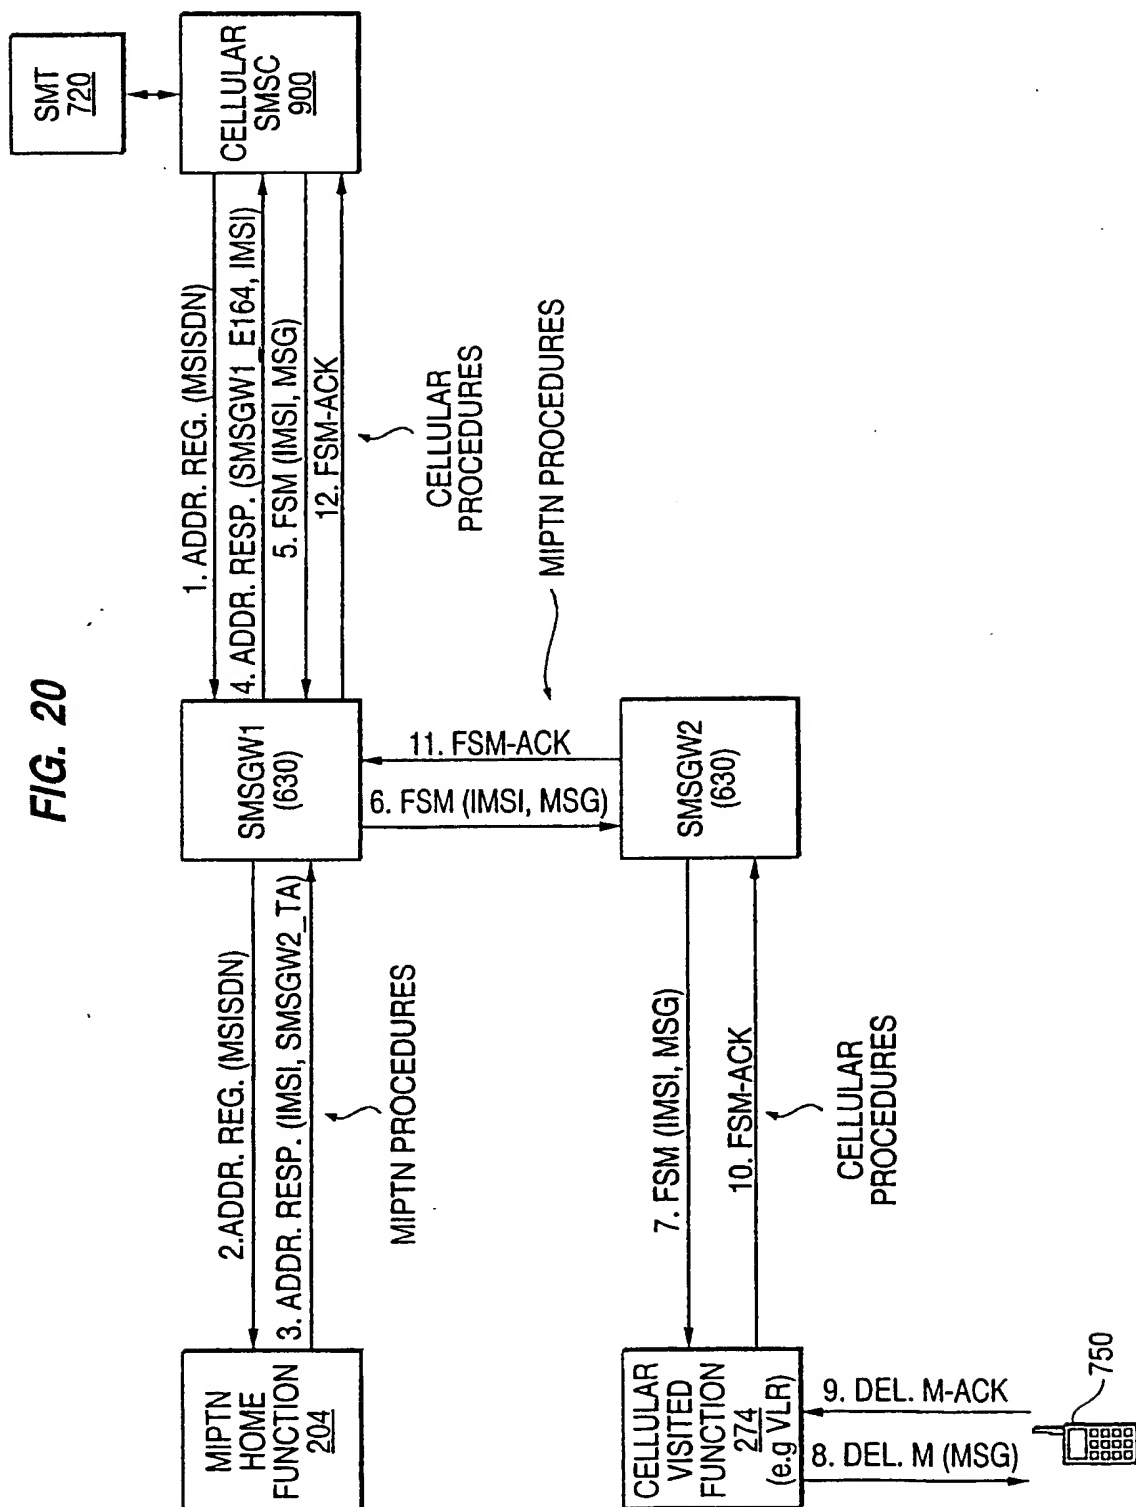 FIG. 20
SMT
720
CELLULAR
SMSC
900
1. ADDR. REG. (MSISDN)
4. ADDR. RESP. (SMSGW1_E164, IMSI)
5. FSM (IMSI, MSG)
12. FSM-ACK
CELLULAR
PROCEDURES
SMSGW1
(630)
11. FSM-ACK
6. FSM (IMSI, MSG)
MIPTN PROCEDURES
SMSGW2
(630)
2.ADDR. REG. (MSISDN)
3. ADDR. RESP. (IMSI, SMSGW2_TA)
MIPTN PROCEDURES
MIPTN
HOME
FUNCTION
204
7. FSM (IMSI, MSG)
10. FSM-ACK
CELLULAR
PROCEDURES
CELLULAR
VISITED
FUNCTION
274
(e.g VLR)
9. DEL. M-ACK
8. DEL. M (MSG)
750